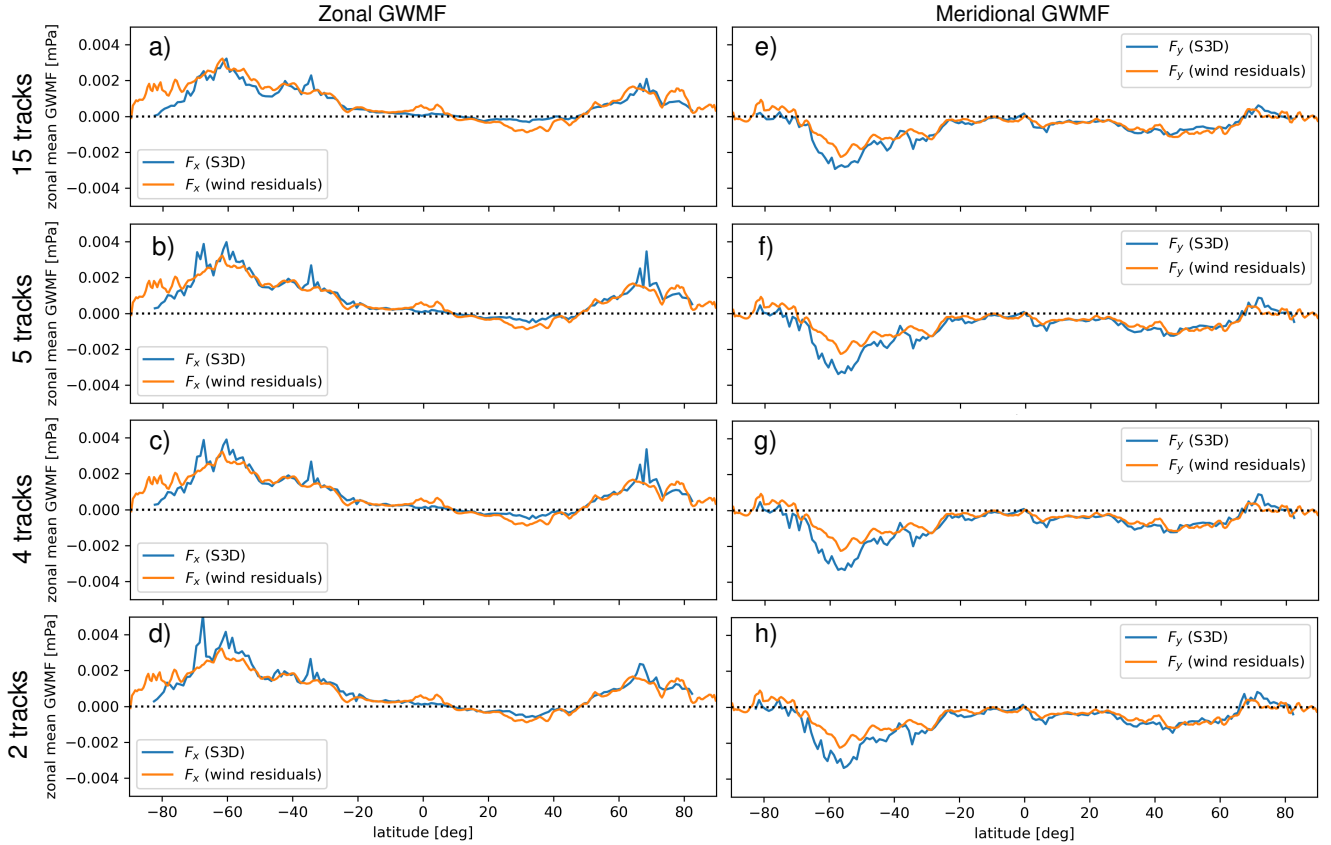 Zonal GWMF
Meridional GWMF
15 tracks
zonal mean GWMF [mPa]
0.004
0.002
0.000
−0.002
−0.004
a)
F_x (S3D)
F_x (wind residuals)
e)
F_y (S3D)
F_y (wind residuals)
5 tracks
zonal mean GWMF [mPa]
0.004
0.002
0.000
−0.002
−0.004
b)
F_x (S3D)
F_x (wind residuals)
f)
F_y (S3D)
F_y (wind residuals)
4 tracks
zonal mean GWMF [mPa]
0.004
0.002
0.000
−0.002
−0.004
c)
F_x (S3D)
F_x (wind residuals)
g)
F_y (S3D)
F_y (wind residuals)
2 tracks
zonal mean GWMF [mPa]
0.004
0.002
0.000
−0.002
−0.004
d)
F_x (S3D)
F_x (wind residuals)
h)
F_y (S3D)
F_y (wind residuals)
−80 −60 −40 −20 0 20 40 60 80
−80 −60 −40 −20 0 20 40 60 80
latitude [deg]
latitude [deg]